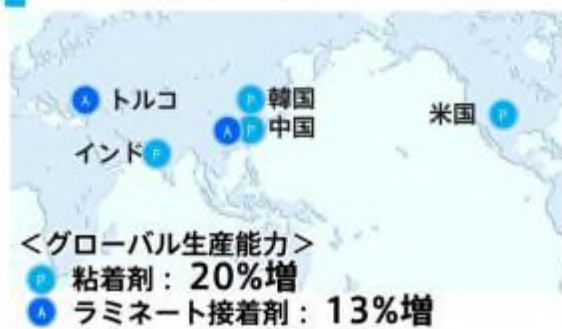 トルコ
韓国
中国
米国
インド
A
P
A
P
P
P
＜グローバル生産能力＞
P 粘着剤： 20%増
A ラミネート接着剤： 13%増